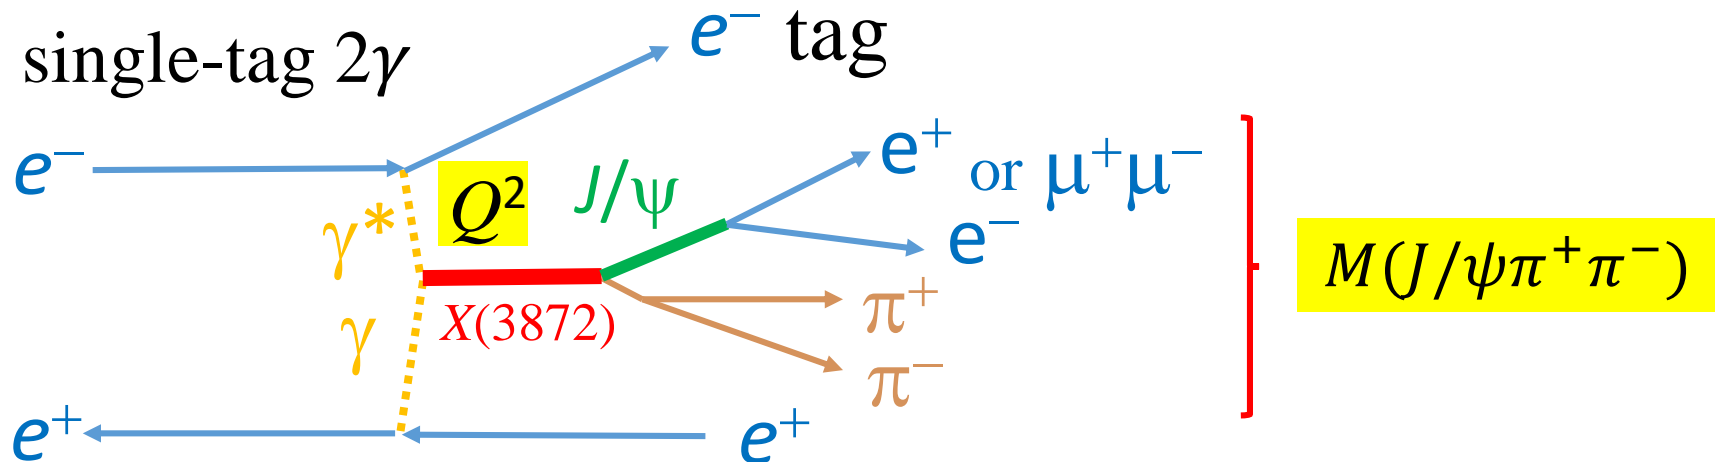 single-tag 2γ
e⁻ tag
e⁻
Q²
γ*
γ
J/ψ
X(3872)
e⁺
or μ⁺μ⁻
e⁻
π⁺
π⁻
M(J/ψπ⁺π⁻)
e⁺
e⁺